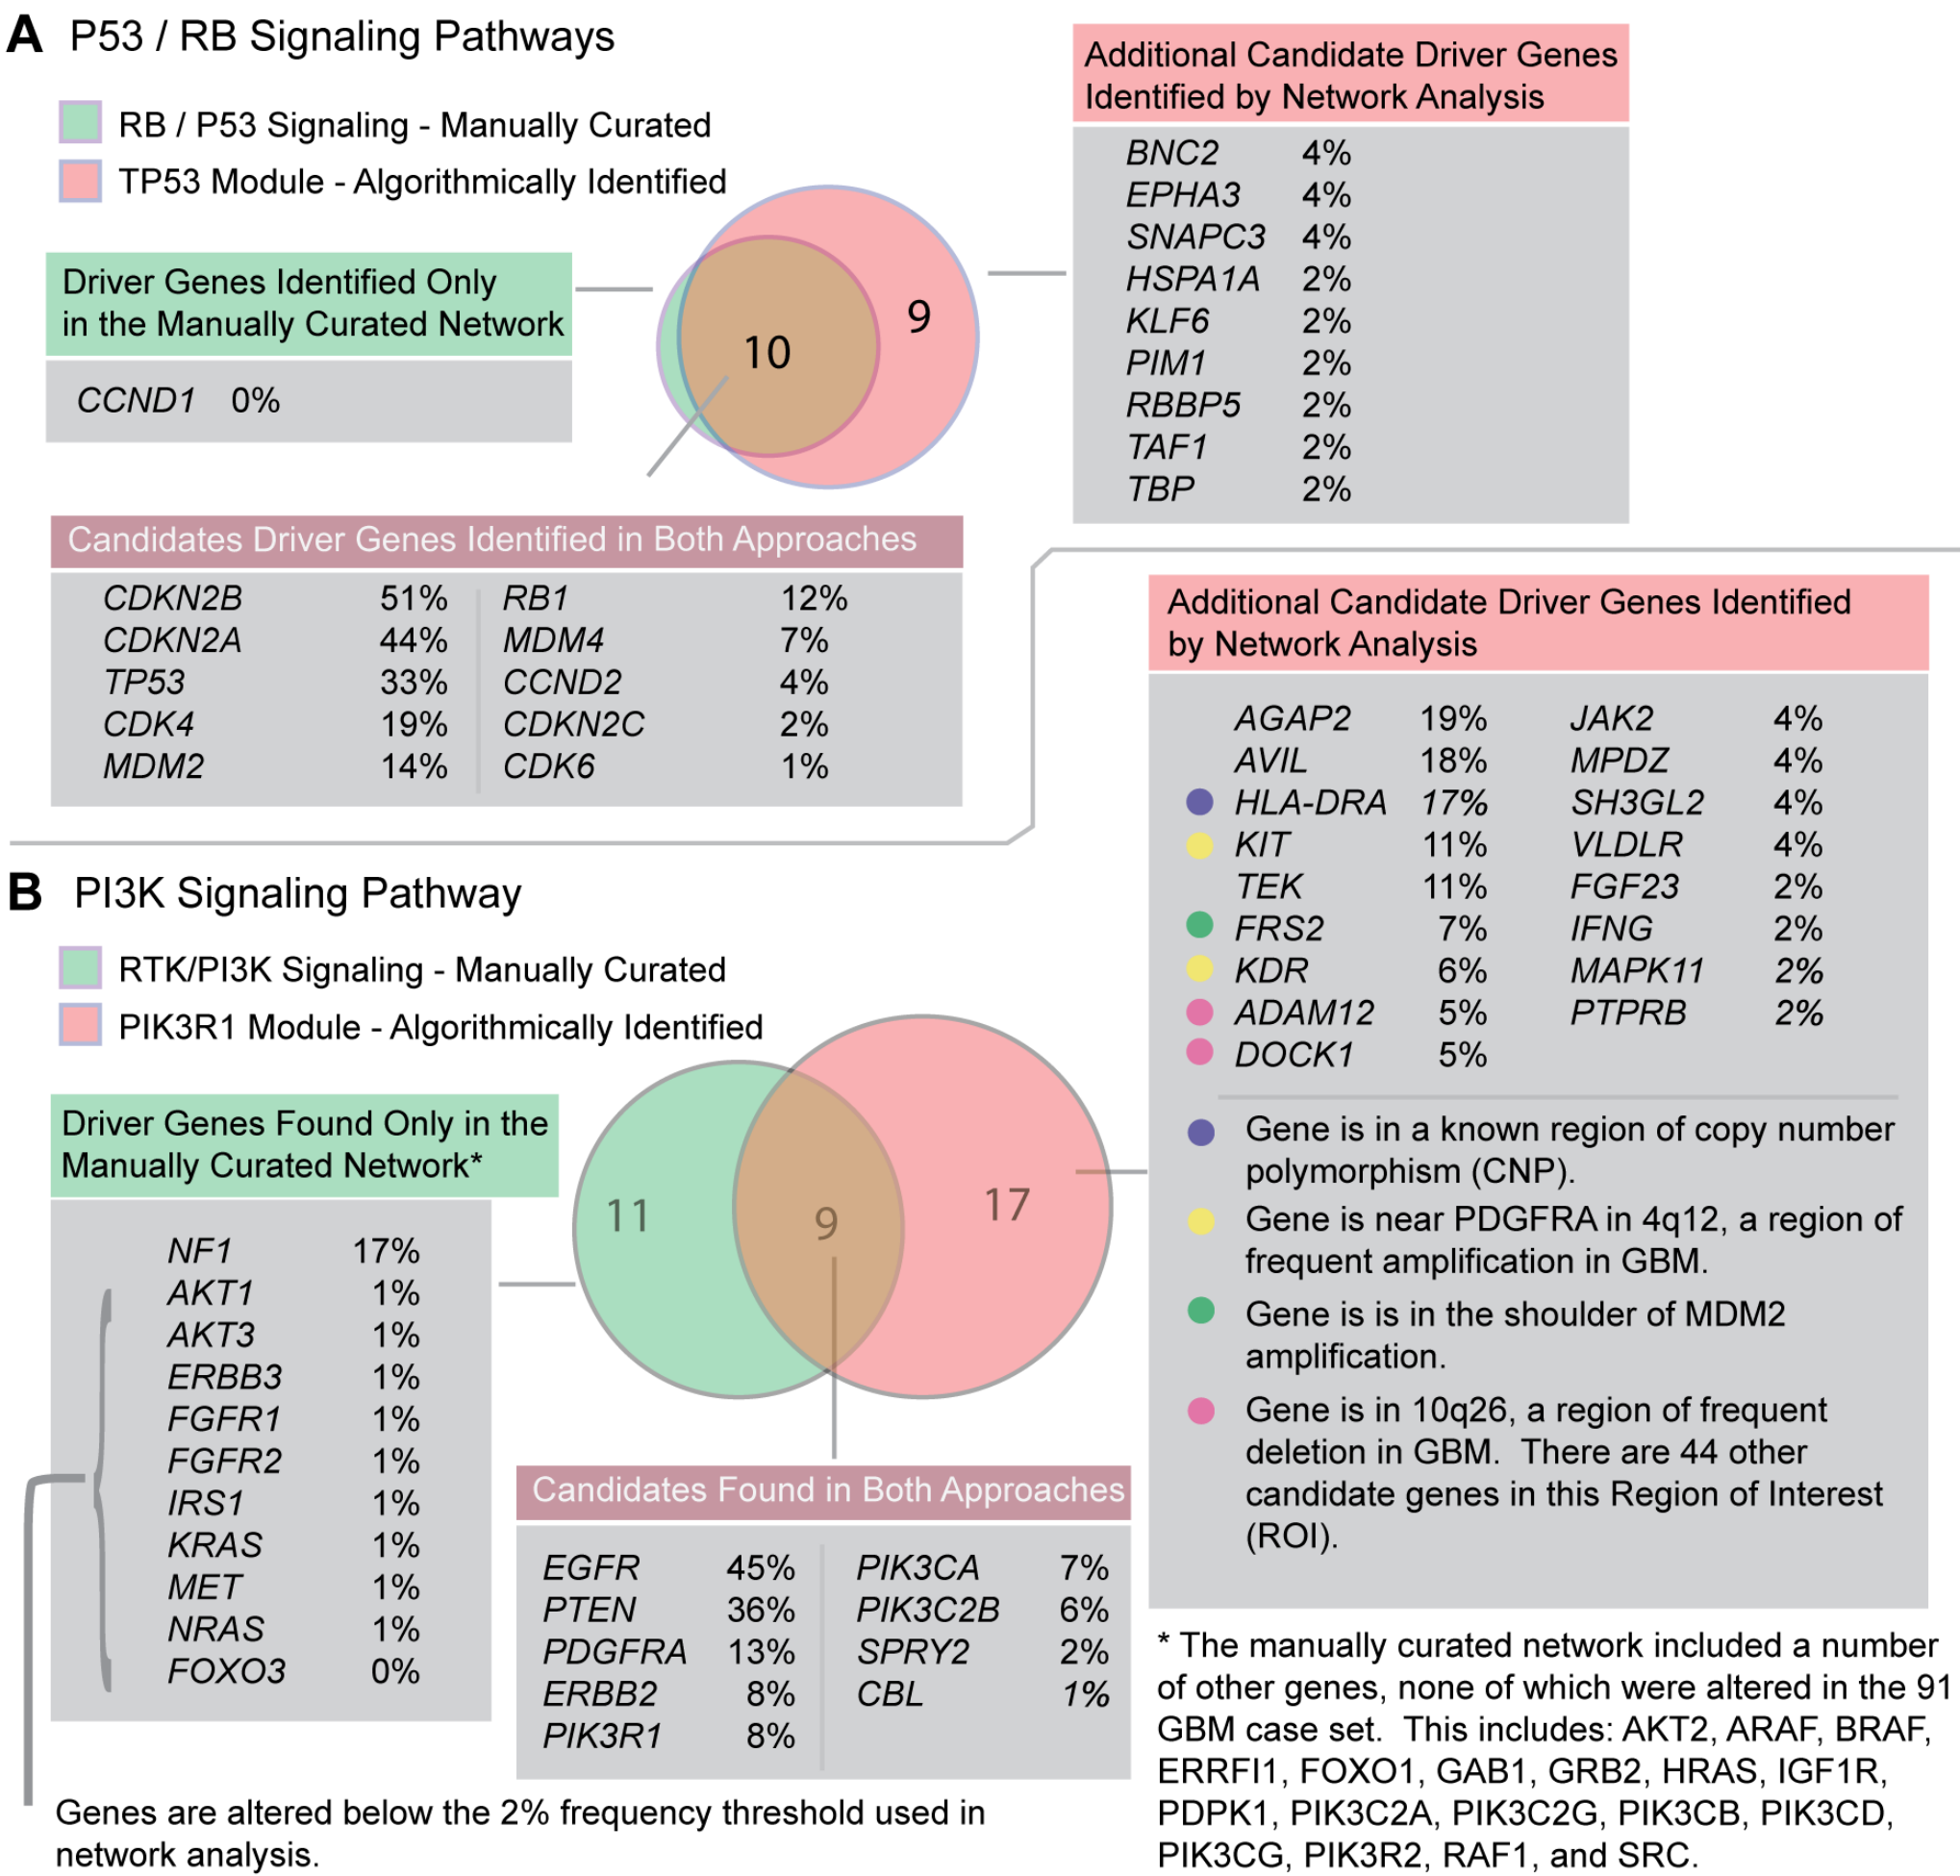 A P53 / RB Signaling Pathways
RB / P53 Signaling - Manually Curated
TP53 Module - Algorithmically Identified
Driver Genes Identified Only
in the Manually Curated Network
CCND1 0%
10
9
Additional Candidate Driver Genes
Identified by Network Analysis
BNC2 4%
EPHA3 4%
SNAPC3 4%
HSPA1A 2%
KLF6 2%
PIM1 2%
RBBP5 2%
TAF1 2%
TBP 2%
Candidates Driver Genes Identified in Both Approaches
CDKN2B 51% RB1 12%
CDKN2A 44% MDM4 7%
TP53 33% CCND2 4%
CDK4 19% CDKN2C 2%
MDM2 14% CDK6 1%
B PI3K Signaling Pathway
RTK/PI3K Signaling - Manually Curated
PIK3R1 Module - Algorithmically Identified
Driver Genes Found Only in the
Manually Curated Network*
NF1 17%
AKT1 1%
AKT3 1%
ERBB3 1%
FGFR1 1%
FGFR2 1%
IRS1 1%
KRAS 1%
MET 1%
NRAS 1%
FOXO3 0%
Genes are altered below the 2% frequency threshold used in
network analysis.
11
9
17
Candidates Found in Both Approaches
EGFR 45% PIK3CA 7%
PTEN 36% PIK3C2B 6%
PDGFRA 13% SPRY2 2%
ERBB2 8% CBL 1%
PIK3R1 8%
Additional Candidate Driver Genes Identified
by Network Analysis
AGAP2 19% JAK2 4%
AVIL 18% MPDZ 4%
HLA-DRA 17% SH3GL2 4%
KIT 11% VLDLR 4%
TEK 11% FGF23 2%
FRS2 7% IFNG 2%
KDR 6% MAPK11 2%
ADAM12 5% PTPRB 2%
DOCK1 5%
Gene is in a known region of copy number
polymorphism (CNP).
Gene is near PDGFRA in 4q12, a region of
frequent amplification in GBM.
Gene is is in the shoulder of MDM2
amplification.
Gene is in 10q26, a region of frequent
deletion in GBM. There are 44 other
candidate genes in this Region of Interest
(ROI).
* The manually curated network included a number
of other genes, none of which were altered in the 91
GBM case set. This includes: AKT2, ARAF, BRAF,
ERRFI1, FOXO1, GAB1, GRB2, HRAS, IGF1R,
PDPK1, PIK3C2A, PIK3C2G, PIK3CB, PIK3CD,
PIK3CG, PIK3R2, RAF1, and SRC.